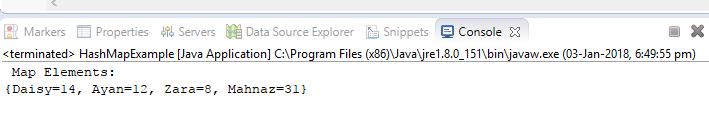 Markers Properties Servers Data Source Explorer Snippets Console
<terminated> HashMapExample [Java Application] C:\Program Files (x86)\Java\jre1.8.0_151\bin\javaw.exe (03-Jan-2018, 6:49:55 pm)
Map Elements:
{Daisy=14, Ayan=12, Zara=8, Mahnaz=31}